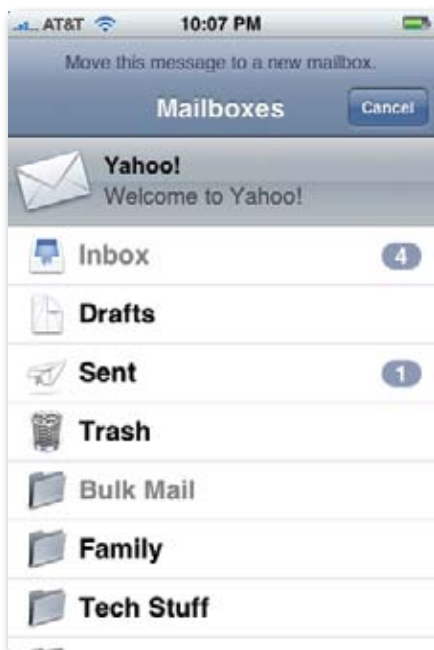 AT&T 10:07 PM
Move this message to a new mailbox.
Mailboxes
Cancel
Yahoo!
Welcome to Yahoo!
Inbox 4
Drafts
Sent 1
Trash
Bulk Mail
Family
Tech Stuff